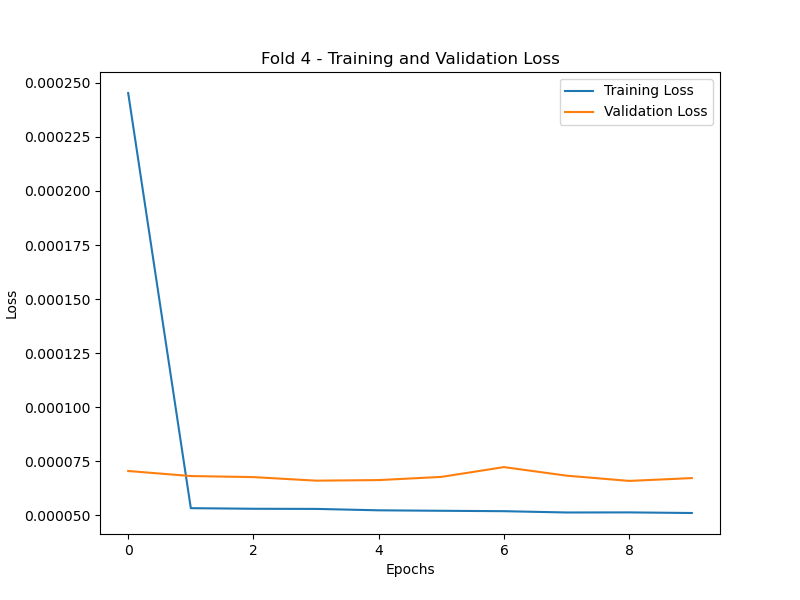 Fold 4 - Training and Validation Loss
0.000250
0.000225
0.000200
0.000175
0.000150
0.000125
0.000100
0.000075
0.000050
Loss
Training Loss
Validation Loss
0 2 4 6 8
Epochs